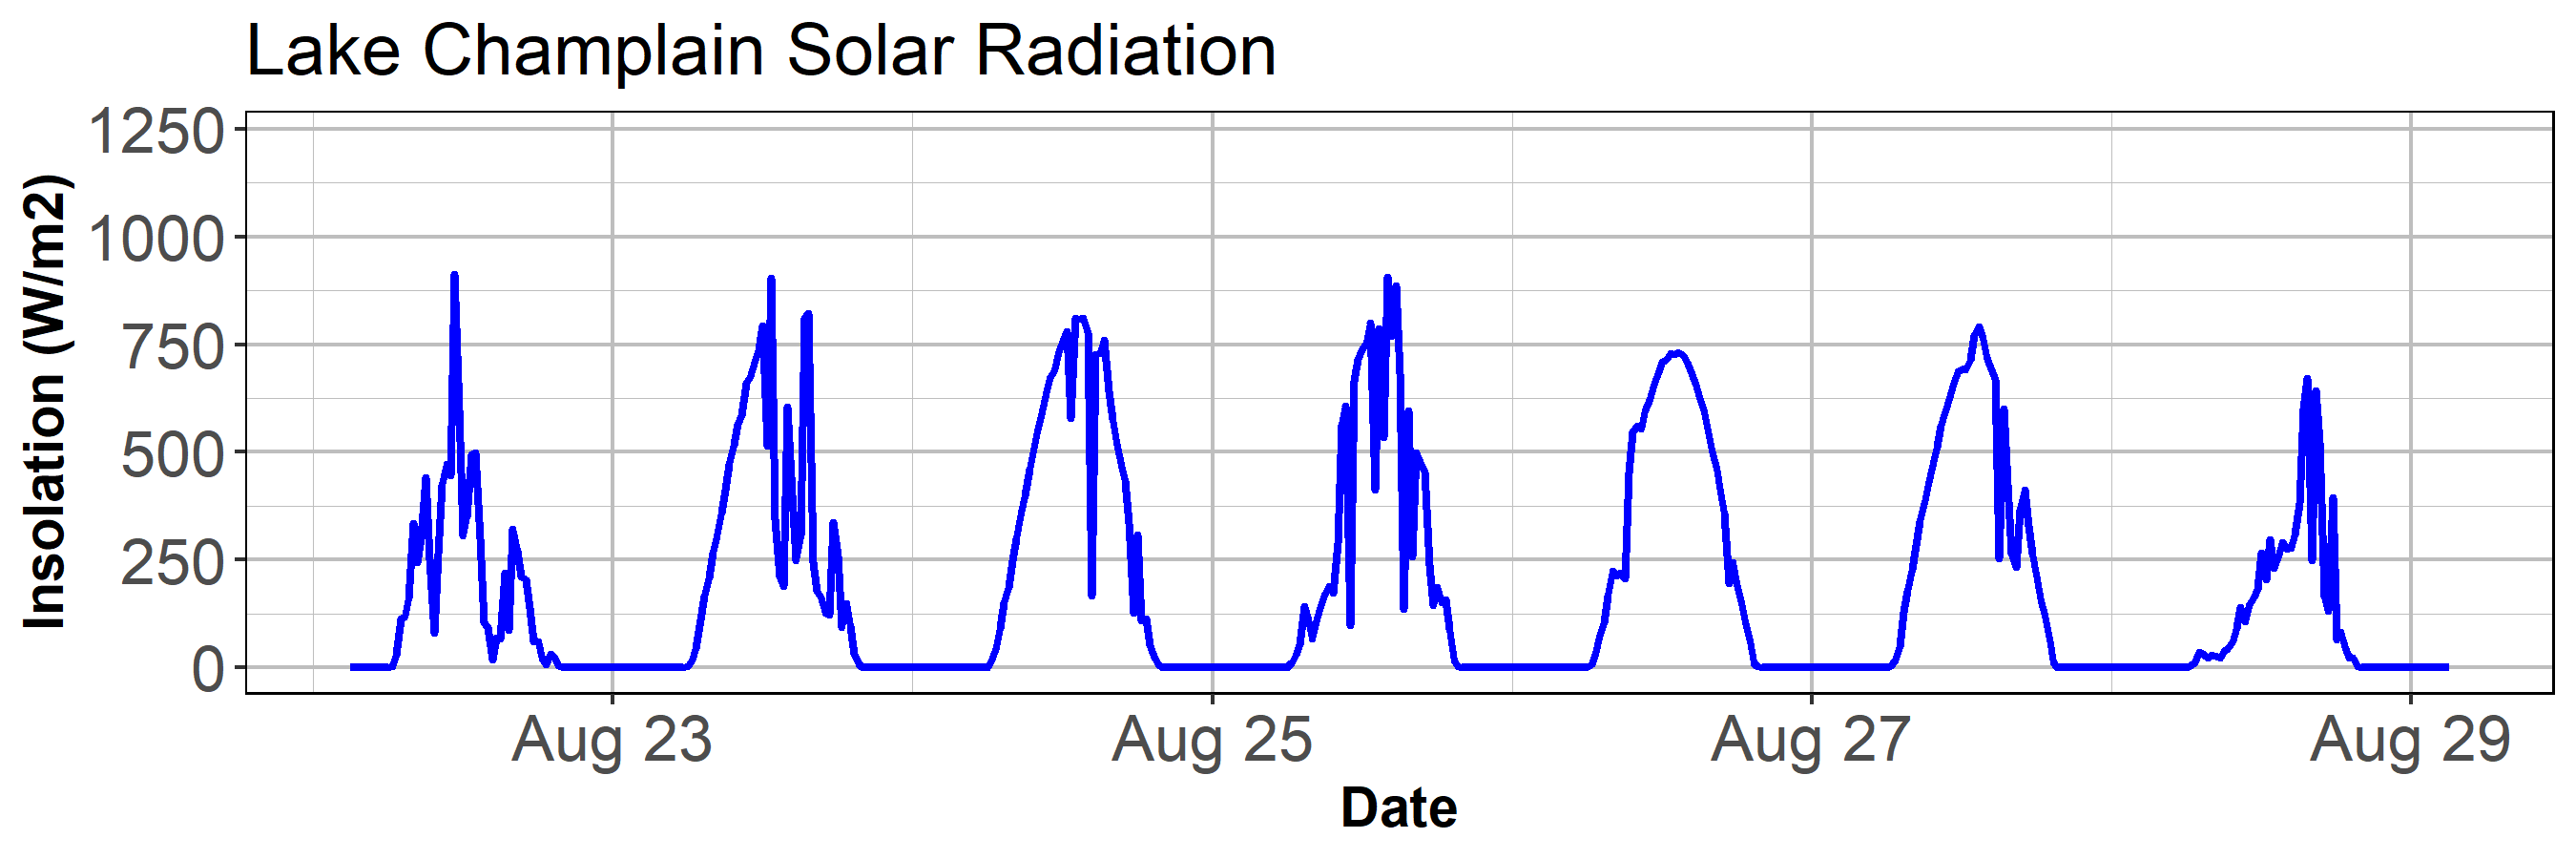 Lake Champlain Solar Radiation
1250
1000
750
500
250
0
Insolation (W/m2)
Aug 23 Aug 25 Aug 27 Aug 29
Date